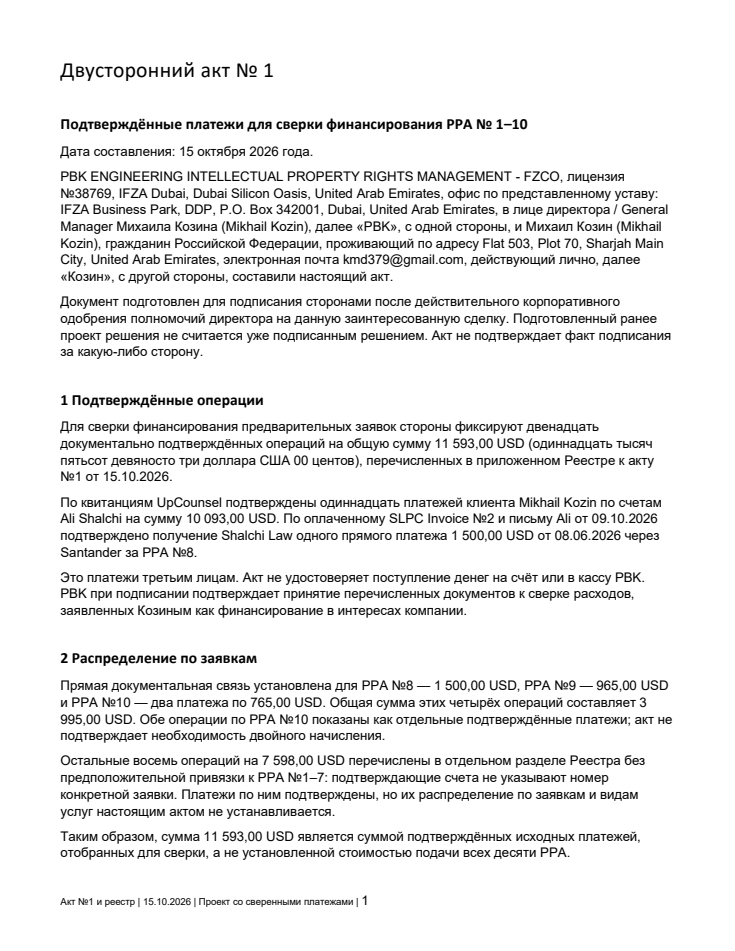 Двусторонний акт № 1
Подтверждённые платежи для сверки финансирования PPA № 1–10
Дата составления: 15 октября 2026 года.
PBK ENGINEERING INTELLECTUAL PROPERTY RIGHTS MANAGEMENT - FZCO, лицензия
№38769, IFZA Dubai, Dubai Silicon Oasis, United Arab Emirates, офис по представленному уставу:
IFZA Business Park, DDP, P.O. Box 342001, Dubai, United Arab Emirates, в лице директора / General
Manager Михаила Козина (Mikhail Kozin), далее «PBK», с одной стороны, и Михаил Козин (Mikhail
Kozin), гражданин Российской Федерации, проживающий по адресу Flat 503, Plot 70, Sharjah Main
City, United Arab Emirates, электронная почта kmd379@gmail.com, действующий лично, далее
«Козин», с другой стороны, составили настоящий акт.
Документ подготовлен для подписания сторонами после действительного корпоративного
одобрения полномочий директора на данную заинтересованную сделку. Подготовленный ранее
проект решения не считается уже подписанным решением. Акт не подтверждает факт подписания
за какую-либо сторону.
1 Подтверждённые операции
Для сверки финансирования предварительных заявок стороны фиксируют двенадцать
документально подтверждённых операций на общую сумму 11 593,00 USD (одиннадцать тысяч
пятьсот девяносто три доллара США 00 центов), перечисленных в приложенном Реестре к акту
№1 от 15.10.2026.
По квитанциям UpCounsel подтверждены одиннадцать платежей клиента Mikhail Kozin по счетам
Ali Shalchi на сумму 10 093,00 USD. По оплаченному SLPC Invoice №2 и письму Ali от 09.10.2026
подтверждено получение Shalchi Law одного прямого платежа 1 500,00 USD от 08.06.2026 через
Santander за PPA №8.
Это платежи третьим лицам. Акт не удостоверяет поступление денег на счёт или в кассу PBK.
PBK при подписании подтверждает принятие перечисленных документов к сверке расходов,
заявленных Козиным как финансирование в интересах компании.
2 Распределение по заявкам
Прямая документальная связь установлена для PPA №8 — 1 500,00 USD, PPA №9 — 965,00 USD
и PPA №10 — два платежа по 765,00 USD. Общая сумма этих четырёх операций составляет 3
995,00 USD. Обе операции по PPA №10 показаны как отдельные подтверждённые платежи; акт не
подтверждает необходимость двойного начисления.
Остальные восемь операций на 7 598,00 USD перечислены в отдельном разделе Реестра без
предположительной привязки к PPA №1–7: подтверждающие счета не указывают номер
конкретной заявки. Платежи по ним подтверждены, но их распределение по заявкам и видам
услуг настоящим актом не устанавливается.
Таким образом, сумма 11 593,00 USD является суммой подтверждённых исходных платежей,
отобранных для сверки, а не установленной стоимостью подачи всех десяти PPA.
Акт №1 и реестр | 15.10.2026 | Проект со сверенными платежами | 1